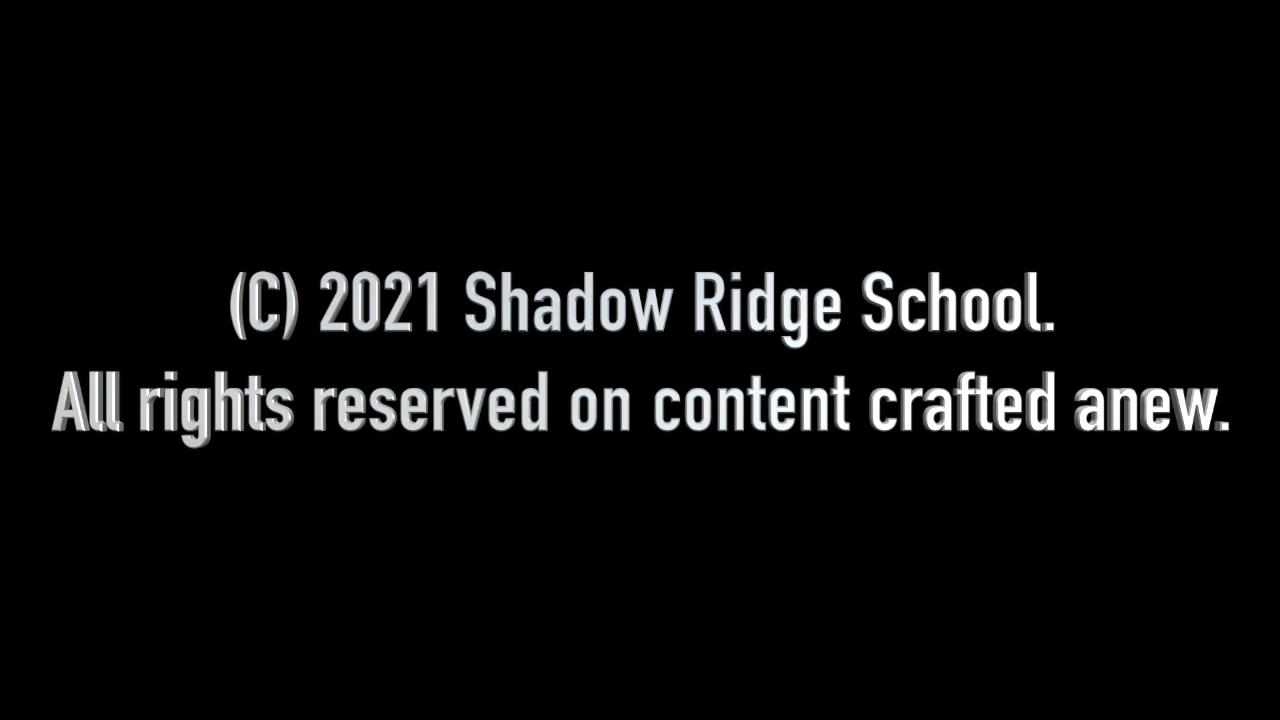 (C) 2021 Shadow Ridge School.
All rights reserved on content crafted anew.